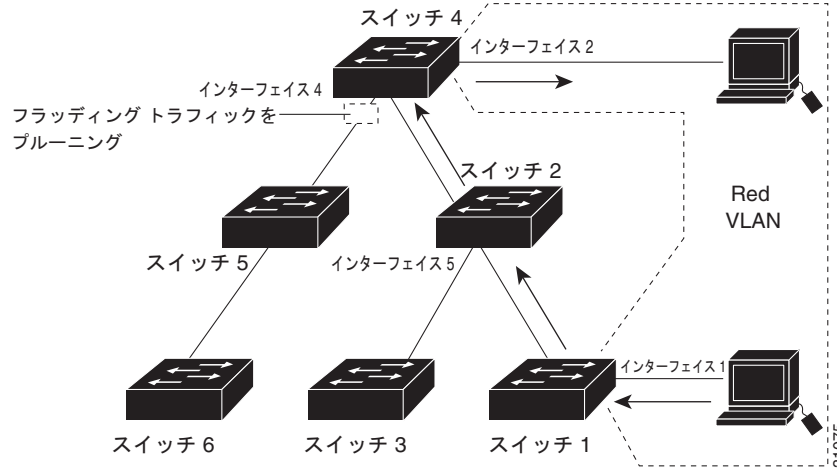 スイッチ 4
インターフェイス 2
インターフェイス 4
フラッディング トラフィックを
プルーニング
スイッチ 2
Red
VLAN
スイッチ 5
インターフェイス 5
インターフェイス 1
スイッチ 6
スイッチ 3
スイッチ 1